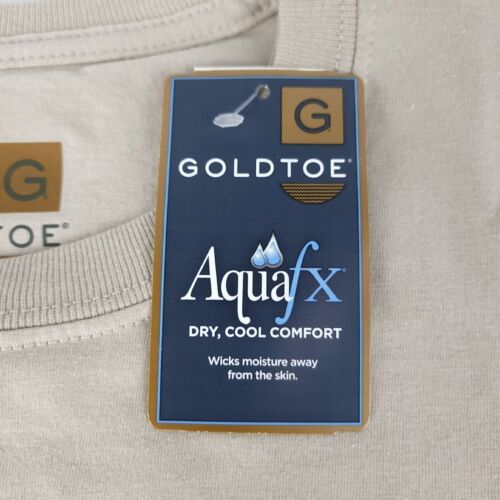 G
GOLDTOE®
Aquafx®
DRY, COOL COMFORT
Wicks moisture away
from the skin.
G
TOE®